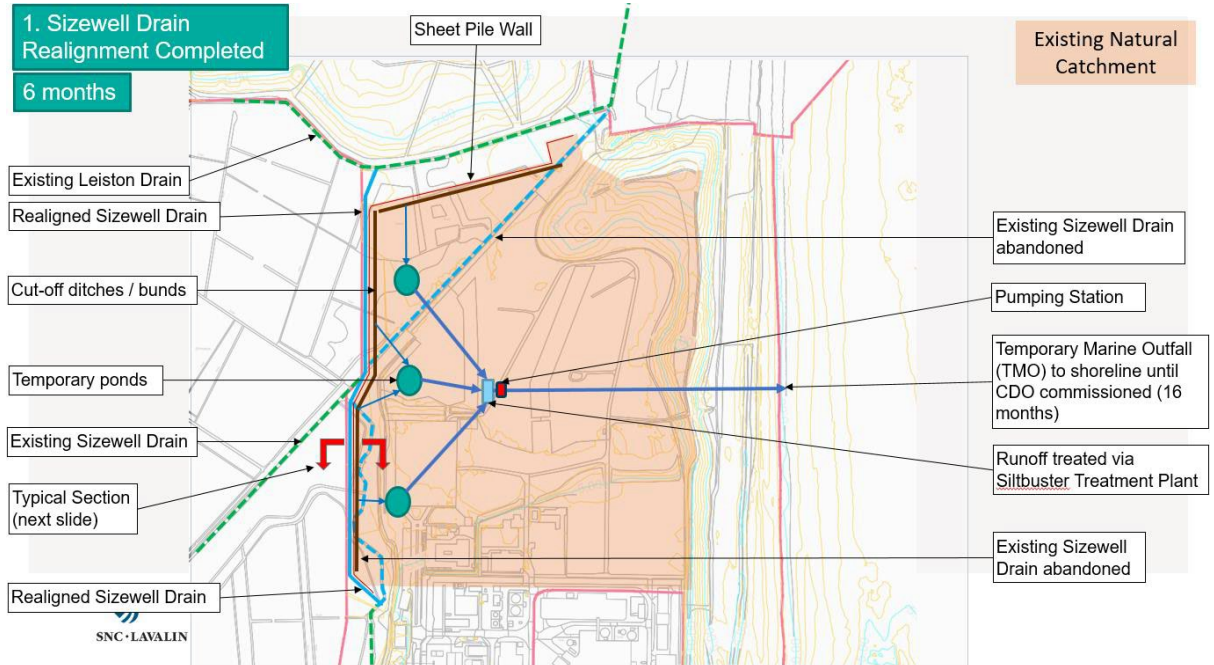 1. Sizewell Drain
Realignment Completed
6 months
Sheet Pile Wall
Existing Natural
Catchment
Existing Leiston Drain
Realigned Sizewell Drain
Cut-off ditches / bunds
Temporary ponds
Existing Sizewell Drain
Typical Section
(next slide)
Realigned Sizewell Drain
SNC•LAVALIN
Existing Sizewell Drain
abandoned
Pumping Station
Temporary Marine Outfall
(TMO) to shoreline until
CDO commissioned (16
months)
Runoff treated via
Siltbuster Treatment Plant
Existing Sizewell
Drain abandoned